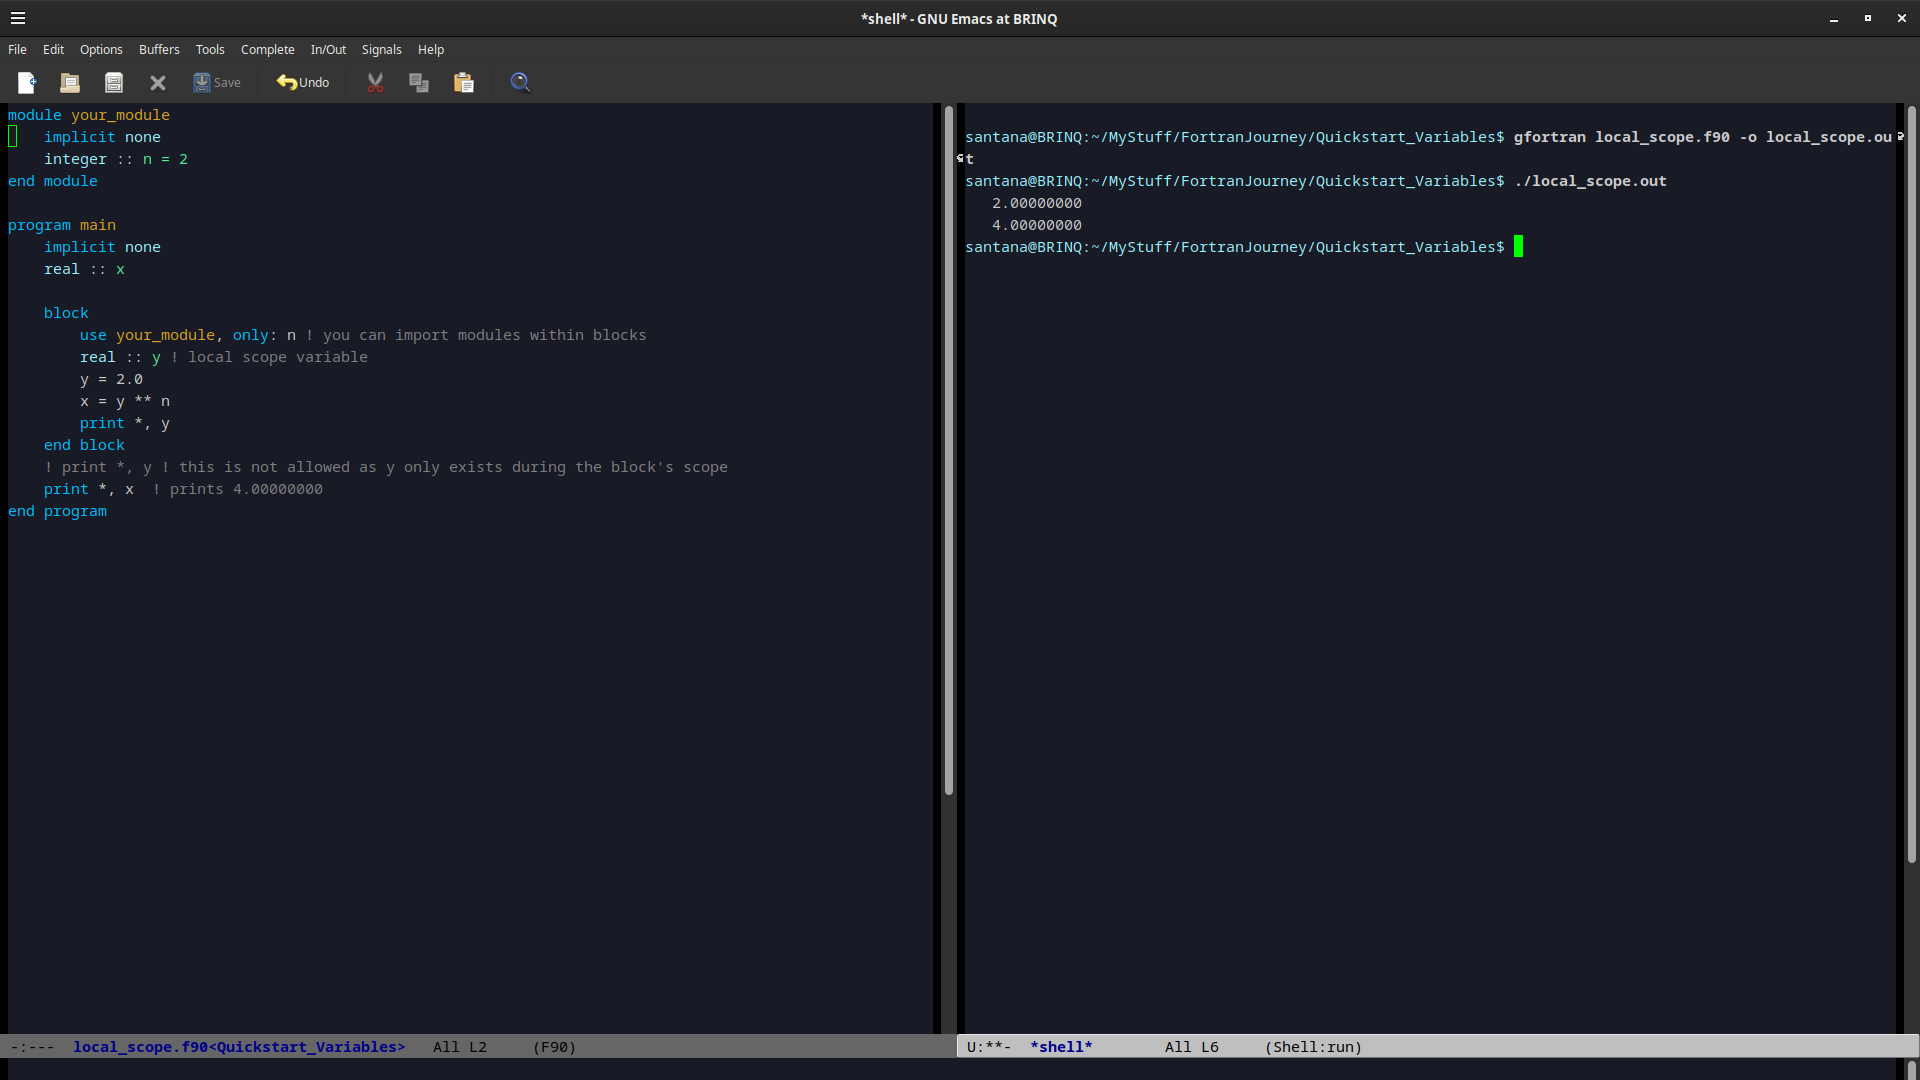 *shell* - GNU Emacs at BRINQ
File Edit Options Buffers Tools Complete In/Out Signals Help
Save Undo
module your_module
    implicit none
    integer :: n = 2
end module

program main
    implicit none
    real :: x

    block
        use your_module, only: n ! you can import modules within blocks
        real :: y ! local scope variable
        y = 2.0
        x = y ** n
        print *, y
    end block
    ! print *, y ! this is not allowed as y only exists during the block's scope
    print *, x  ! prints 4.00000000
end program
-:---  local_scope.f90<Quickstart_Variables>   All L2     (F90)
santana@BRINQ:~/MyStuff/FortranJourney/Quickstart_Variables$ gfortran local_scope.f90 -o local_scope.ou
t
santana@BRINQ:~/MyStuff/FortranJourney/Quickstart_Variables$ ./local_scope.out
   2.00000000
   4.00000000
santana@BRINQ:~/MyStuff/FortranJourney/Quickstart_Variables$
U:**-  *shell*        All L6     (Shell:run)